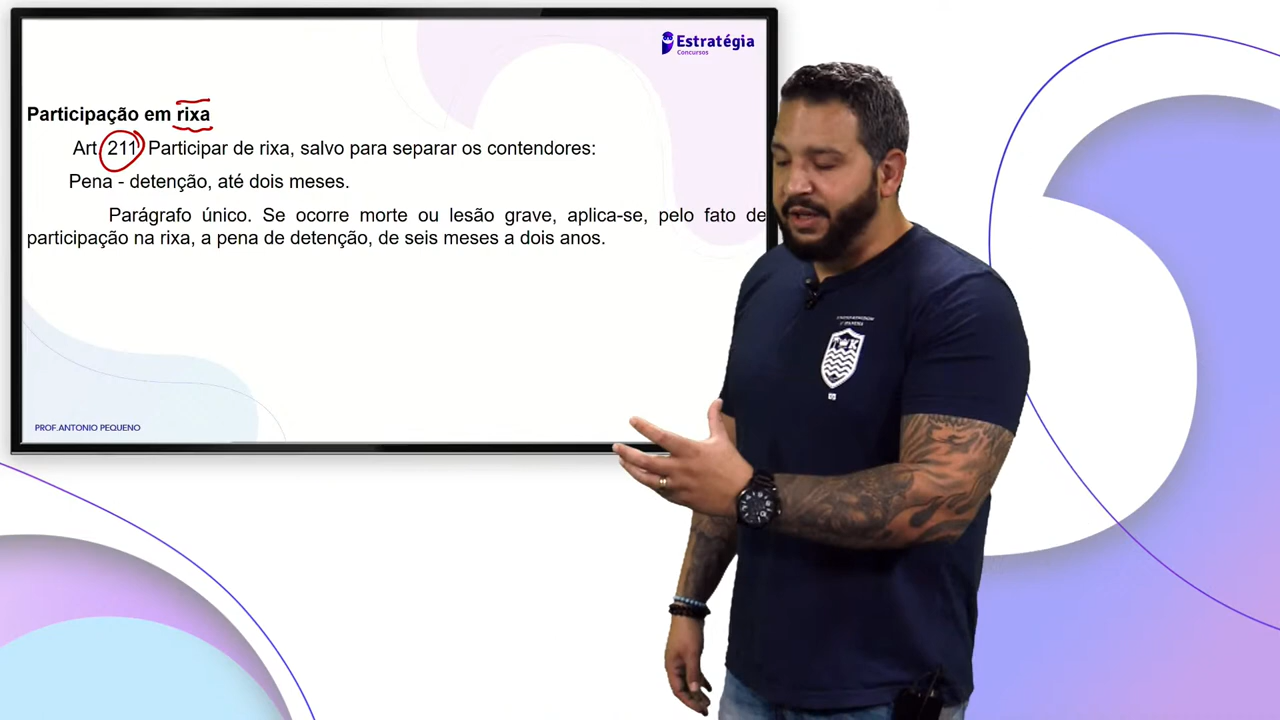 Estratégia
Concursos
Participação em rixa
Art. 211 Participar de rixa, salvo para separar os contendores:
Pena - detenção, até dois meses.
Parágrafo único. Se ocorre morte ou lesão grave, aplica-se, pelo fato de
participação na rixa, a pena de detenção, de seis meses a dois anos.
PROF.ANTONIO PEQUENO